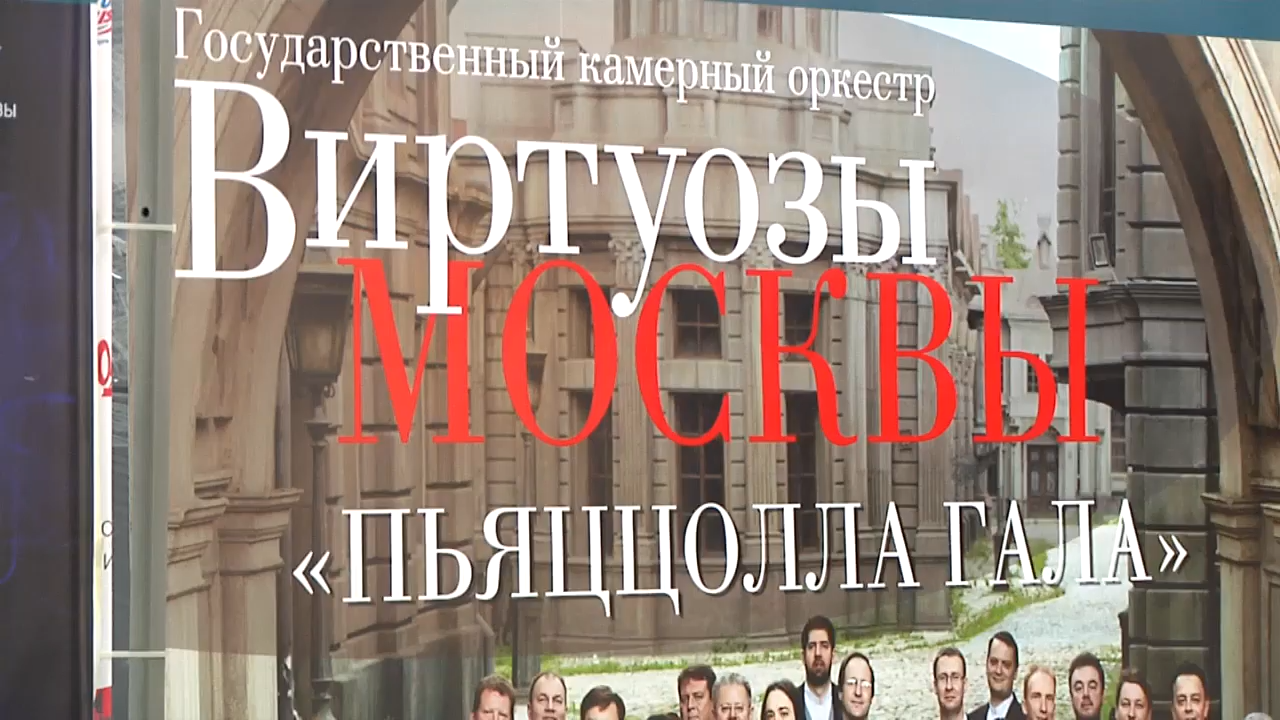 Государственный камерный оркестр
Виртуозы
Москвы
«ПЬЯЦЦОЛЛА ГАЛА»